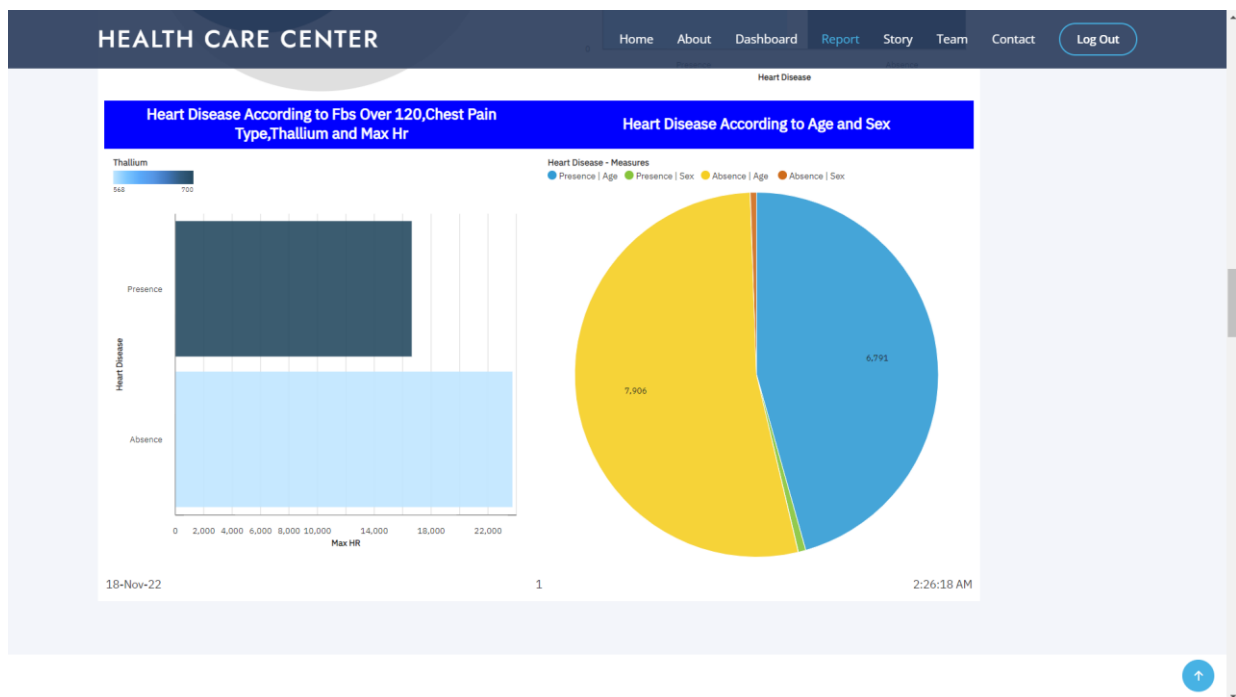 HEALTH CARE CENTER
Home About Dashboard Report Story Team Contact Log Out
0
Heart Disease
Heart Disease According to Fbs Over 120,Chest Pain
Type,Thallium and Max Hr
Heart Disease According to Age and Sex
Thallium
568 700
Presence
Absence
Heart Disease
0 2,000 4,000 6,000 8,000 10,000 14,000 18,000 22,000
Max HR
Heart Disease - Measures
Presence | Age Presence | Sex Absence | Age Absence | Sex
7,906
6,791
18-Nov-22 1 2:26:18 AM